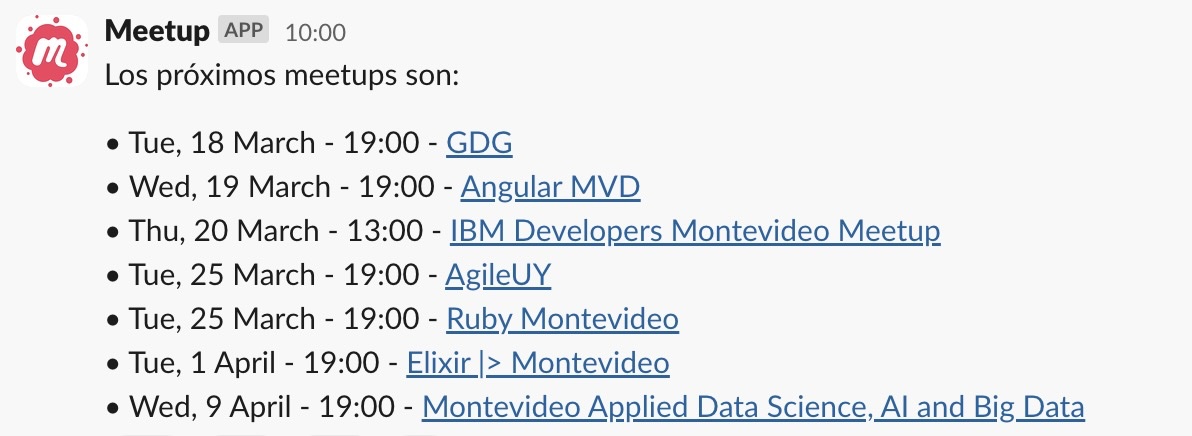 Meetup APP 10:00
Los próximos meetups son:
• Tue, 18 March - 19:00 - GDG
• Wed, 19 March - 19:00 - Angular MVD
• Thu, 20 March - 13:00 - IBM Developers Montevideo Meetup
• Tue, 25 March - 19:00 - AgileUY
• Tue, 25 March - 19:00 - Ruby Montevideo
• Tue, 1 April - 19:00 - Elixir |> Montevideo
• Wed, 9 April - 19:00 - Montevideo Applied Data Science, AI and Big Data